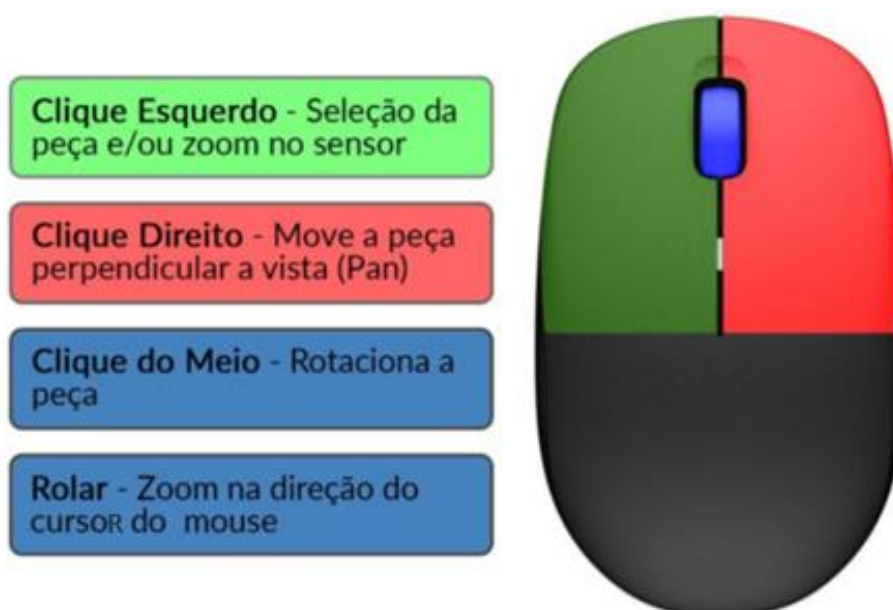 Clique Esquerdo - Seleção da
peça e/ou zoom no sensor
Clique Direito - Move a peça
perpendicular a vista (Pan)
Clique do Meio - Rotaciona a
peça
Rolar - Zoom na direção do
cursoR do mouse